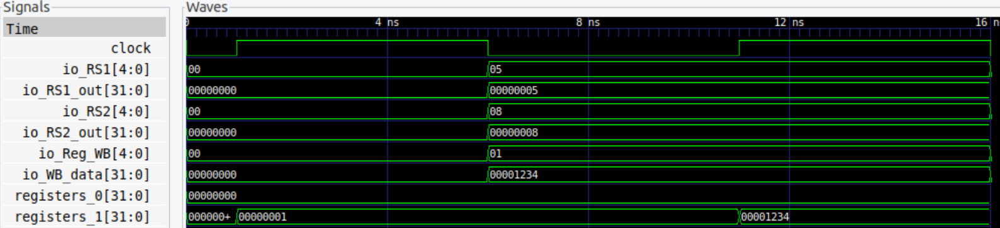 Signals Waves
Time 0 4 ns 8 ns 12 ns 16 n
clock
io_RS1[4:0] 00 05
io_RS1_out[31:0] 00000000 00000005
io_RS2[4:0] 00 08
io_RS2_out[31:0] 00000000 00000008
io_Reg_WB[4:0] 00 01
io_WB_data[31:0] 00000000 00001234
registers_0[31:0] 00000000
registers_1[31:0] 000000+ 00000001 00001234